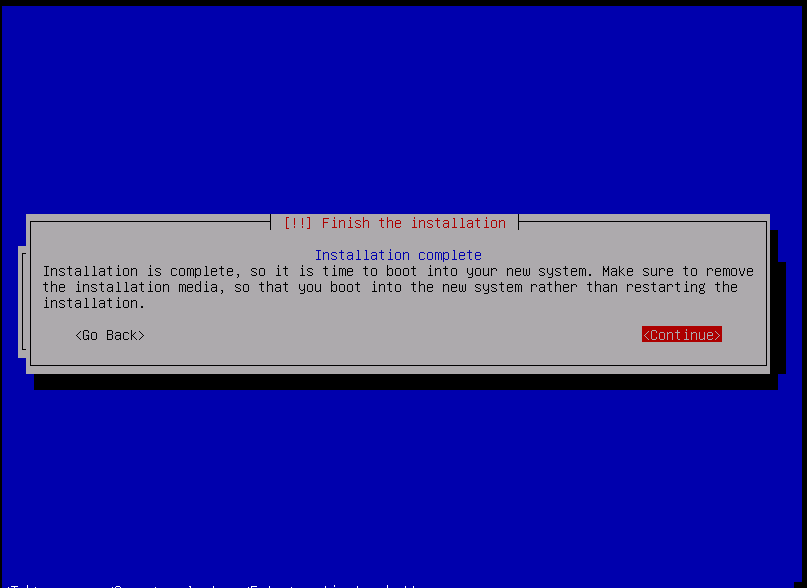 [!!] Finish the installation
Installation complete
Installation is complete, so it is time to boot into your new system. Make sure to remove
the installation media, so that you boot into the new system rather than restarting the
installation.
<Go Back> <Continue>